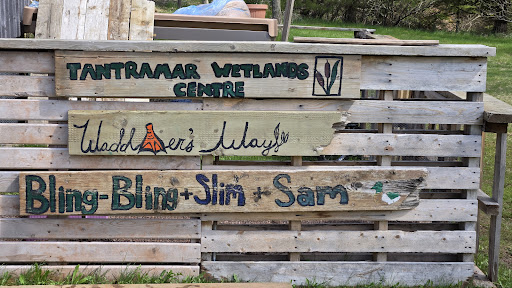 TANTRAMAR WETLANDS
CENTRE
Waddler's Way
Bling-Bling + Slim + Sam